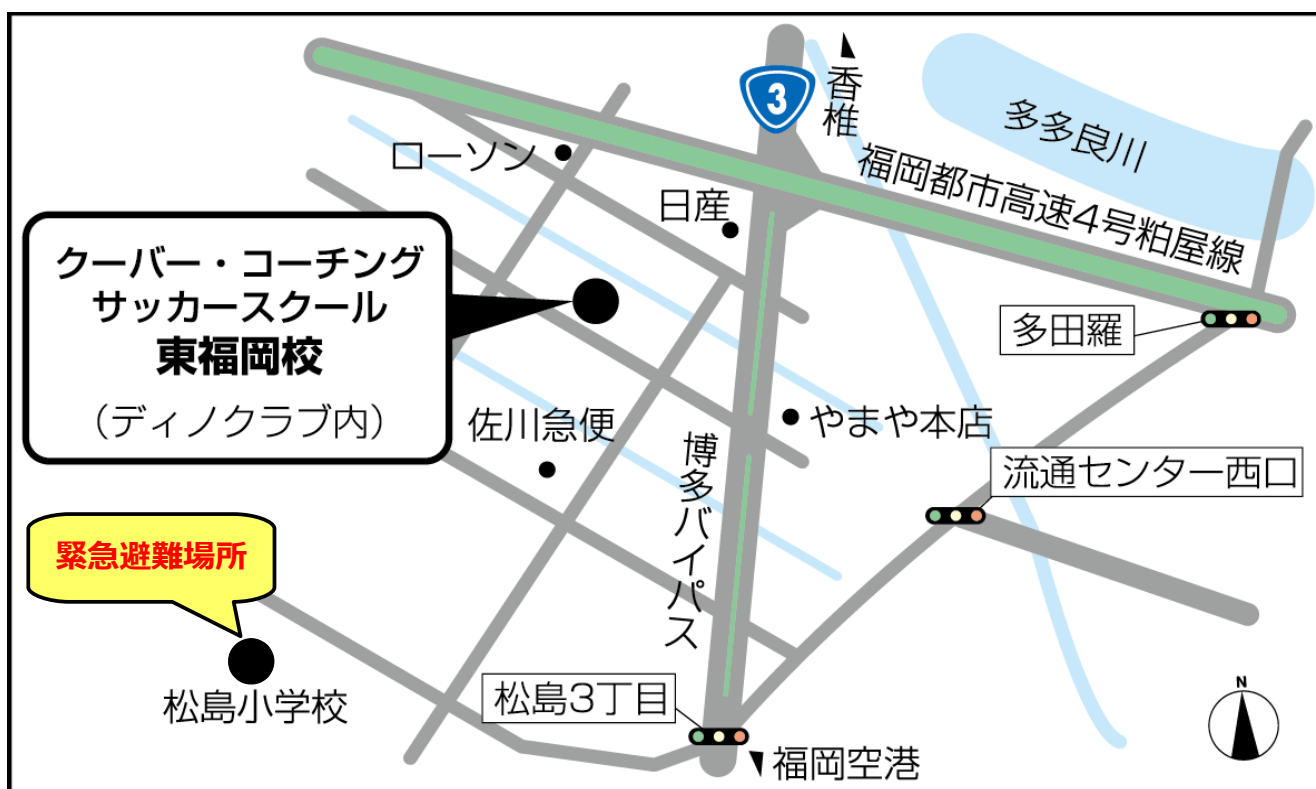 3
香椎
多多良川
福岡都市高速4号粕屋線
ローソン
日産
クーバー・コーチング
サッカースクール
東福岡校
（ディノクラブ内）
多田羅
佐川急便
やまや本店
博多バイパス
流通センター西口
緊急避難場所
松島小学校
松島3丁目
福岡空港
N